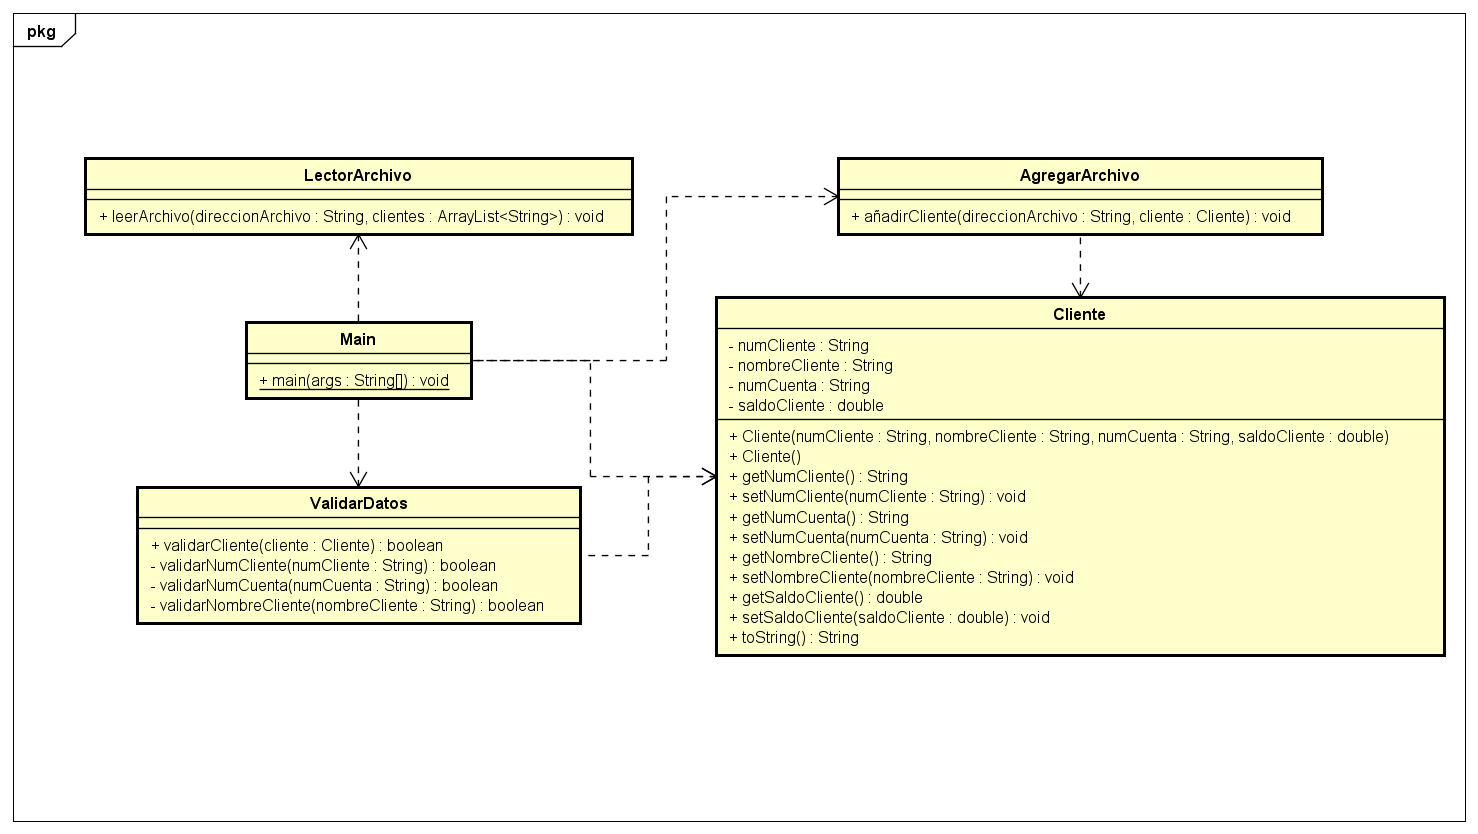 pkg
LectorArchivo
+ leerArchivo(direccionArchivo : String, clientes : ArrayList<String>) : void
AgregarArchivo
+ añadirCliente(direccionArchivo : String, cliente : Cliente) : void
Main
+ main(args : String[]) : void
Cliente
- numCliente : String
- nombreCliente : String
- numCuenta : String
- saldoCliente : double
+ Cliente(numCliente : String, nombreCliente : String, numCuenta : String, saldoCliente : double)
+ Cliente()
+ getNumCliente() : String
+ setNumCliente(numCliente : String) : void
+ getNumCuenta() : String
+ setNumCuenta(numCuenta : String) : void
+ getNombreCliente() : String
+ setNombreCliente(nombreCliente : String) : void
+ getSaldoCliente() : double
+ setSaldoCliente(saldoCliente : double) : void
+ toString() : String
ValidarDatos
+ validarCliente(cliente : Cliente) : boolean
- validarNumCliente(numCliente : String) : boolean
- validarNumCuenta(numCuenta : String) : boolean
- validarNombreCliente(nombreCliente : String) : boolean